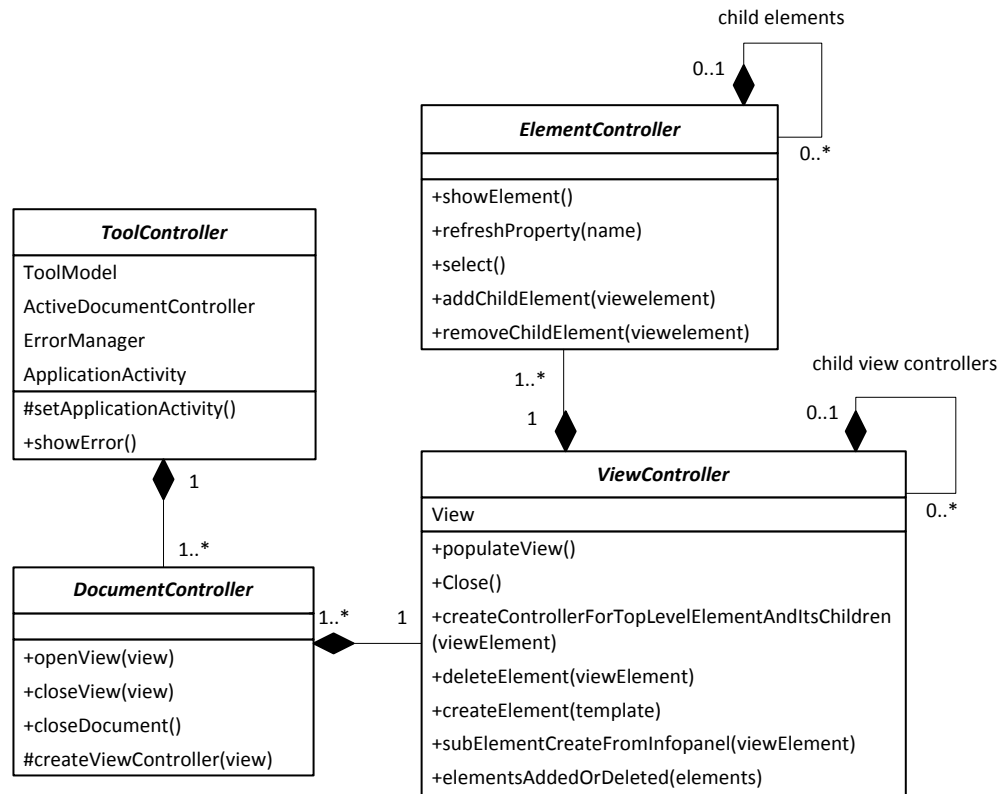 child elements
0..1
ElementController
0..*
+showElement()
+refreshProperty(name)
+select()
+addChildElement(viewelement)
+removeChildElement(viewelement)
ToolController
ToolModel
ActiveDocumentController
ErrorManager
ApplicationActivity
#setApplicationActivity()
+showError()
1
1..*
DocumentController
+openView(view)
+closeView(view)
+closeDocument()
#createViewController(view)
1..*
1
1..*
1
child view controllers
0..1
0..*
ViewController
View
+populateView()
+Close()
+createControllerForTopLevelElementAndItsChildren
(viewElement)
+deleteElement(viewElement)
+createElement(template)
+subElementCreateFromInfopanel(viewElement)
+elementsAddedOrDeleted(elements)